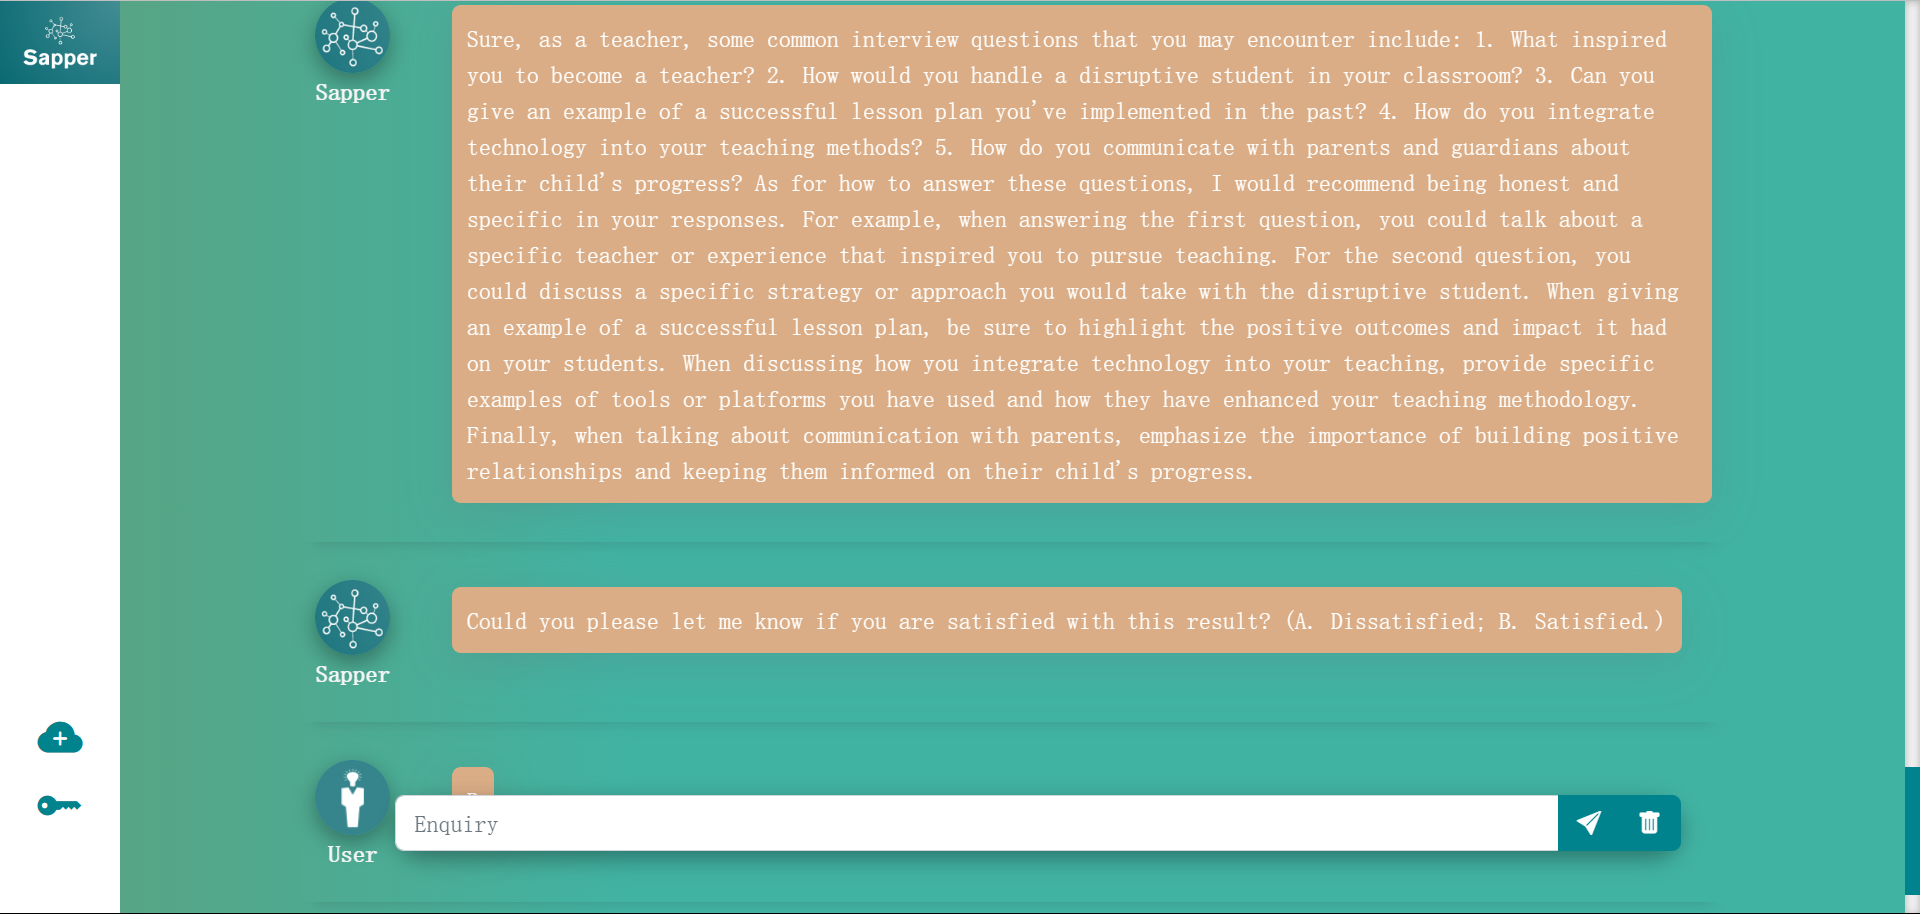 Sapper
Sure, as a teacher, some common interview questions that you may encounter include: 1. What inspired
you to become a teacher? 2. How would you handle a disruptive student in your classroom? 3. Can you
give an example of a successful lesson plan you've implemented in the past? 4. How do you integrate
technology into your teaching methods? 5. How do you communicate with parents and guardians about
their child's progress? As for how to answer these questions, I would recommend being honest and
specific in your responses. For example, when answering the first question, you could talk about a
specific teacher or experience that inspired you to pursue teaching. For the second question, you
could discuss a specific strategy or approach you would take with the disruptive student. When giving
an example of a successful lesson plan, be sure to highlight the positive outcomes and impact it had
on your students. When discussing how you integrate technology into your teaching, provide specific
examples of tools or platforms you have used and how they have enhanced your teaching methodology.
Finally, when talking about communication with parents, emphasize the importance of building positive
relationships and keeping them informed on their child's progress.
Sapper
Could you please let me know if you are satisfied with this result? (A. Dissatisfied; B. Satisfied.)
Sapper
Enquiry
User